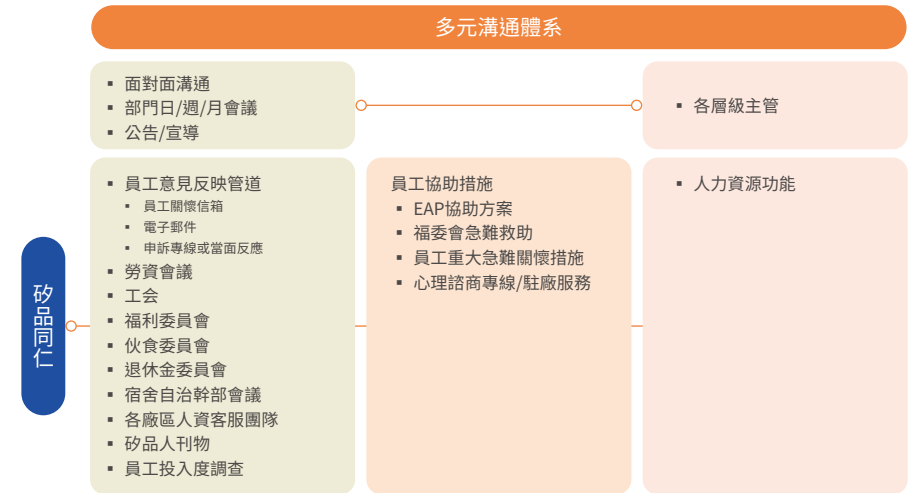 多元溝通體系
▪ 面對面溝通
▪ 部門日/週/月會議
▪ 公告/宣導
▪ 各層級主管
矽品同仁
▪ 員工意見反映管道
▪ 員工關懷信箱
▪ 電子郵件
▪ 申訴專線或當面反應
▪ 勞資會議
▪ 工会
▪ 福利委員會
▪ 伙食委員會
▪ 退休金委員會
▪ 宿舍自治幹部會議
▪ 各廠區人資客服團隊
▪ 矽品人刊物
▪ 員工投入度調查
員工協助措施
▪ EAP協助方案
▪ 福委會急難救助
▪ 員工重大急難關懷措施
▪ 心理諮商專線/駐廠服務
▪ 人力資源功能